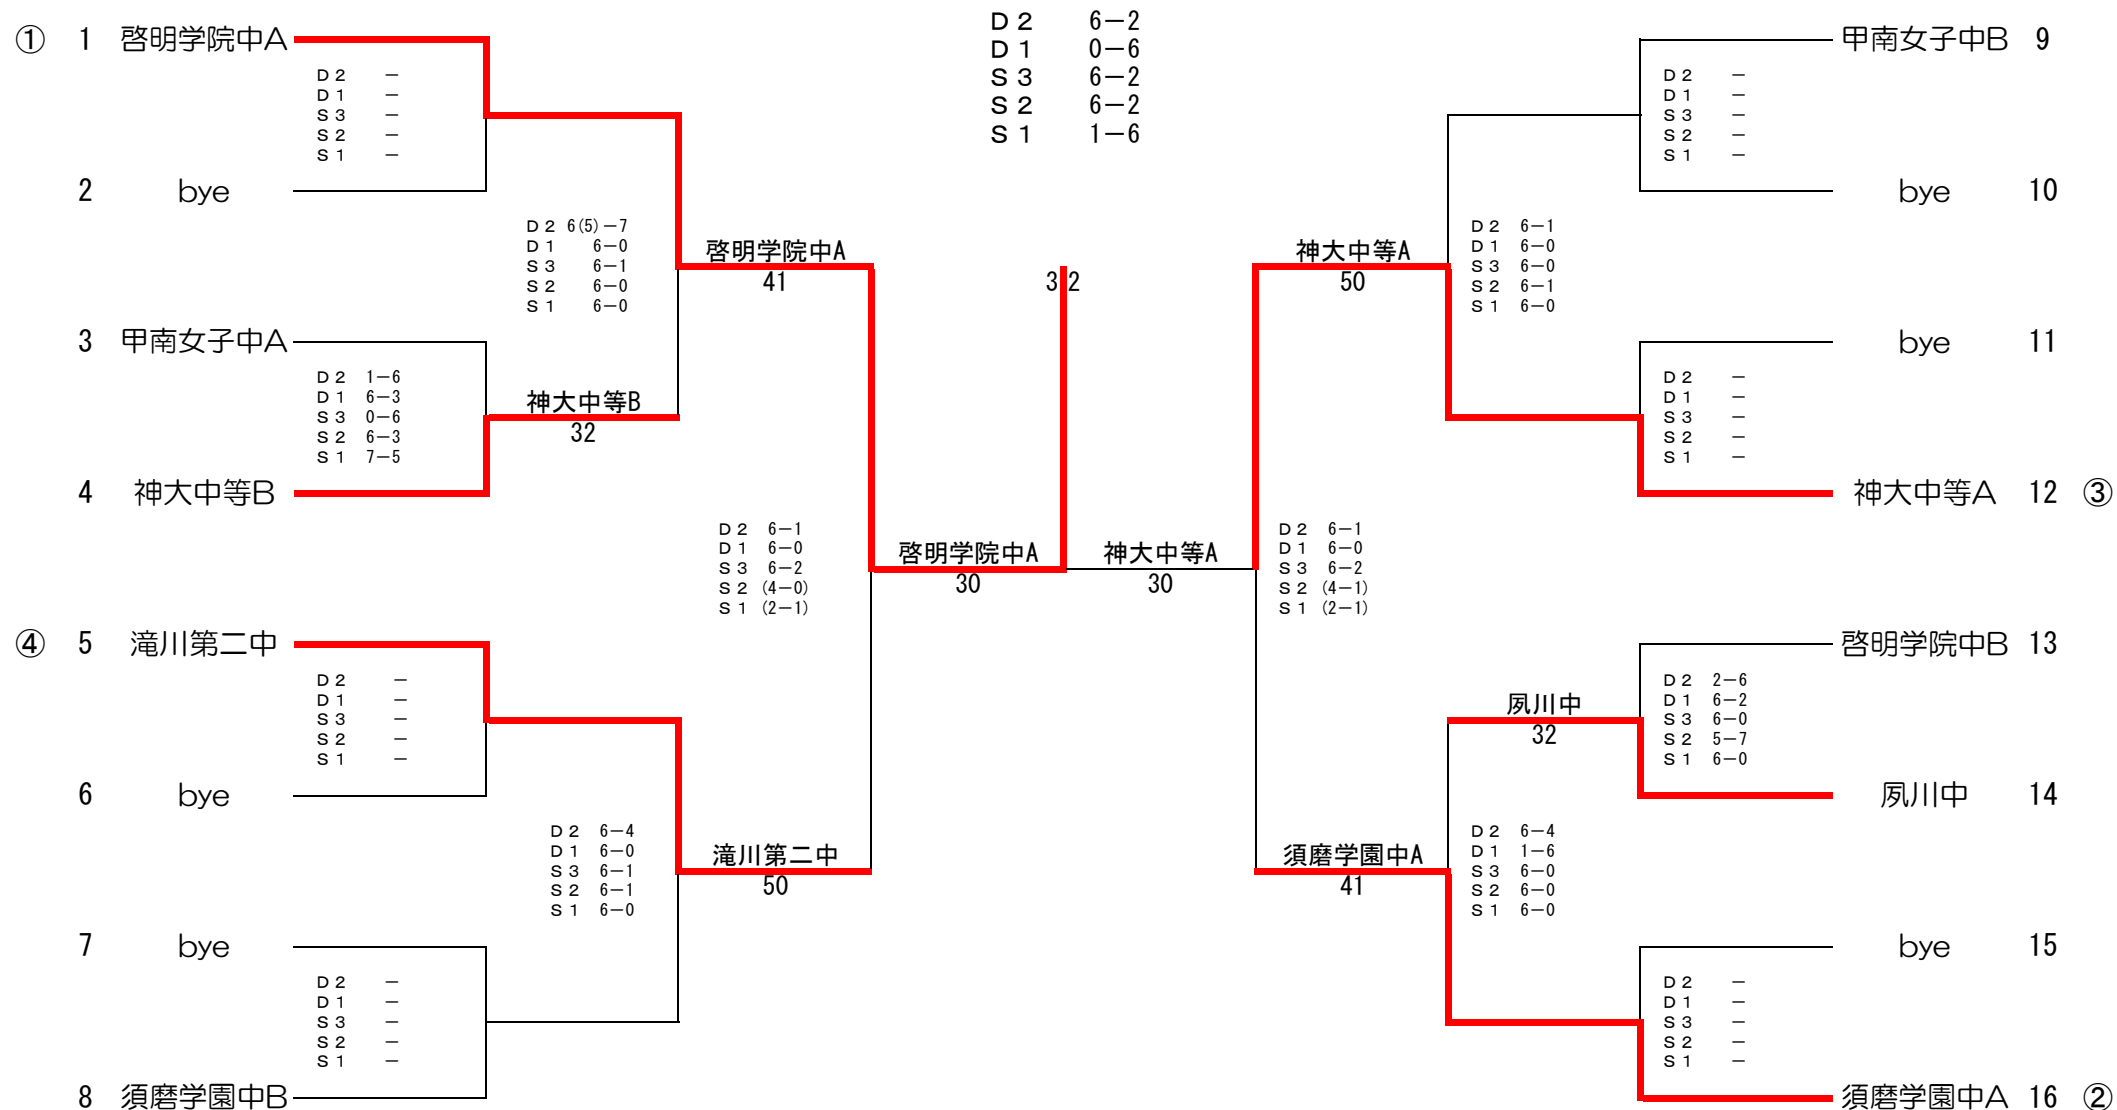 D2 6-2
D1 0-6
S3 6-2
S2 6-2
S1 1-6
① 1 啓明学院中A
D2 -
D1 -
S3 -
S2 -
S1 -
2 bye
D2 6(5)-7
D1 6-0
S3 6-1
S2 6-0
S1 6-0
啓明学院中A
41
3 甲南女子中A
D2 1-6
D1 6-3
S3 0-6
S2 6-3
S1 7-5
神大中等B
32
4 神大中等B
D2 6-1
D1 6-0
S3 6-2
S2 (4-0)
S1 (2-1)
啓明学院中A
30
④ 5 滝川第二中
D2 -
D1 -
S3 -
S2 -
S1 -
6 bye
D2 6-4
D1 6-0
S3 6-1
S2 6-1
S1 6-0
滝川第二中
50
7 bye
D2 -
D1 -
S3 -
S2 -
S1 -
8 須磨学園中B
32
甲南女子中B 9
D2 -
D1 -
S3 -
S2 -
S1 -
bye 10
神大中等A
50
D2 6-1
D1 6-0
S3 6-0
S2 6-1
S1 6-0
bye 11
D2 -
D1 -
S3 -
S2 -
S1 -
神大中等A 12 ③
神大中等A
30
D2 6-1
D1 6-0
S3 6-2
S2 (4-1)
S1 (2-1)
啓明学院中B 13
D2 2-6
D1 6-2
S3 6-0
S2 5-7
S1 6-0
夙川中
32
夙川中 14
須磨学園中A
41
D2 6-4
D1 1-6
S3 6-0
S2 6-0
S1 6-0
bye 15
D2 -
D1 -
S3 -
S2 -
S1 -
須磨学園中A 16 ②